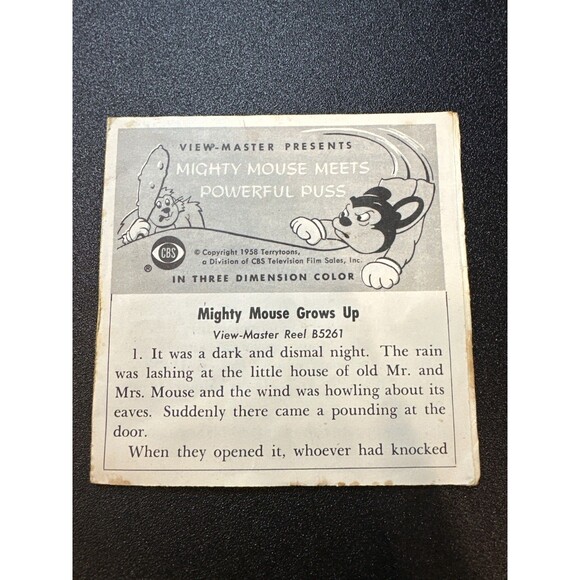 VIEW-MASTER PRESENTS
MIGHTY MOUSE MEETS
POWERFUL PUSS
CBS
®
© Copyright 1958 Terrytoons,
a Division of CBS Television Film Sales, Inc.
IN THREE DIMENSION COLOR
Mighty Mouse Grows Up
View-Master Reel B5261
1. It was a dark and dismal night. The rain
was lashing at the little house of old Mr. and
Mrs. Mouse and the wind was howling about its
eaves. Suddenly there came a pounding at the
door.
When they opened it, whoever had knocked